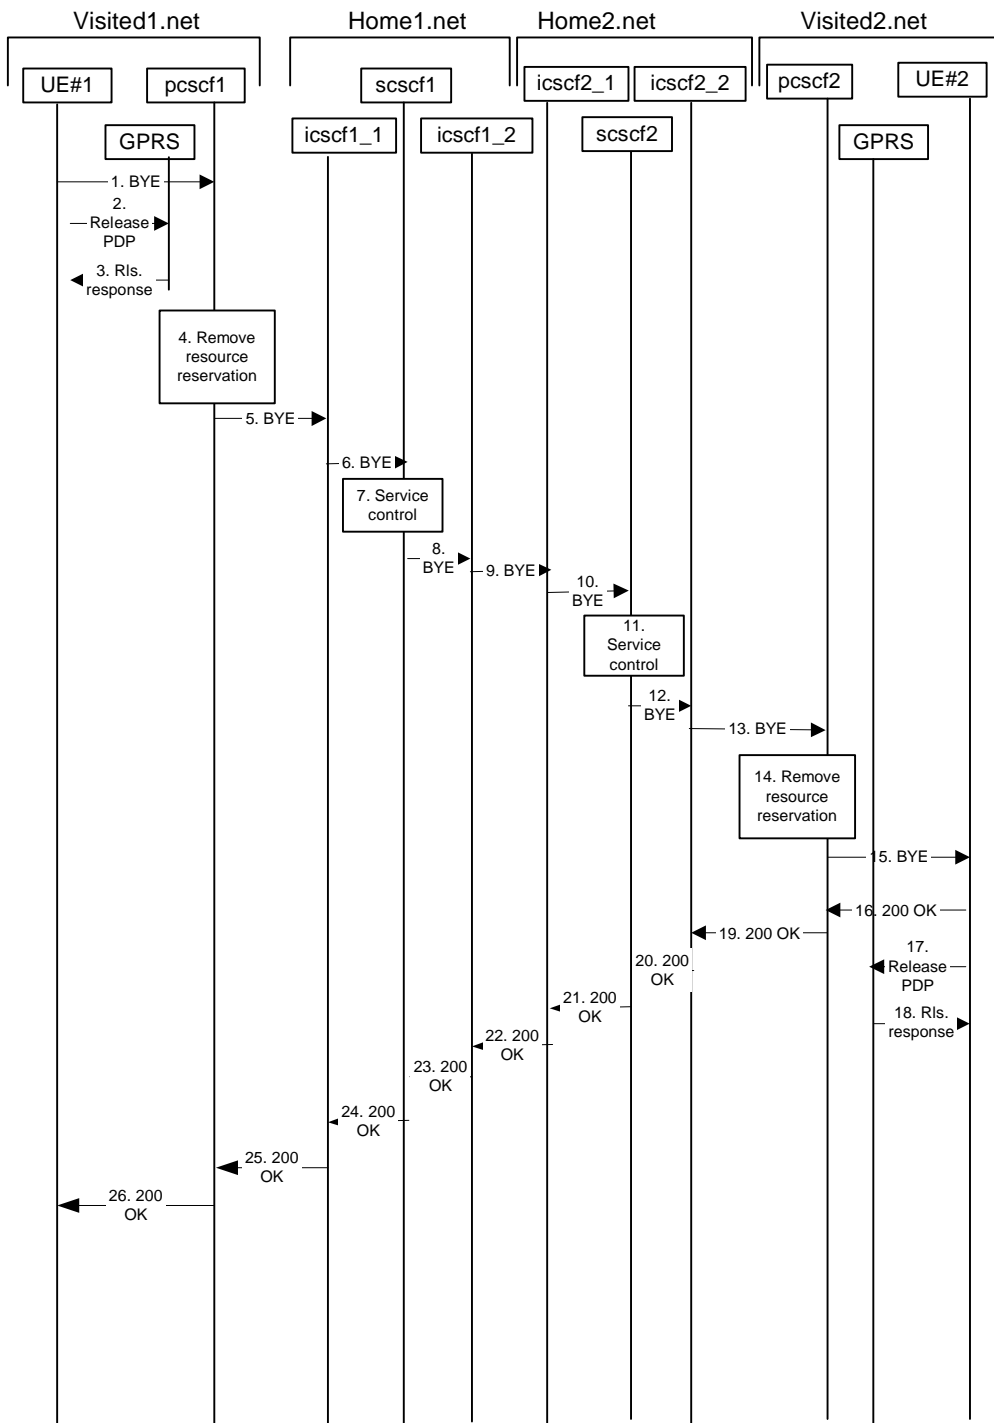 Visited1.net Home1.net Home2.net Visited2.net
UE#1 pcscf1 scscf1 icscf2_1 icscf2_2 pcscf2 UE#2
GPRS icscf1_1 icscf1_2 scscf2 GPRS
1. BYE
2.
Release
PDP
3. Rls.
response
4. Remove
resource
reservation
5. BYE
6. BYE
7. Service
control
8.
BYE
9. BYE
10.
BYE
11.
Service
control
12.
BYE
13. BYE
14. Remove
resource
reservation
15. BYE
16. 200 OK
19. 200 OK
17.
Release
PDP
20. 200
OK
21. 200
OK
18. Rls.
response
22. 200
OK
23. 200
OK
24. 200
OK
25. 200
OK
26. 200
OK